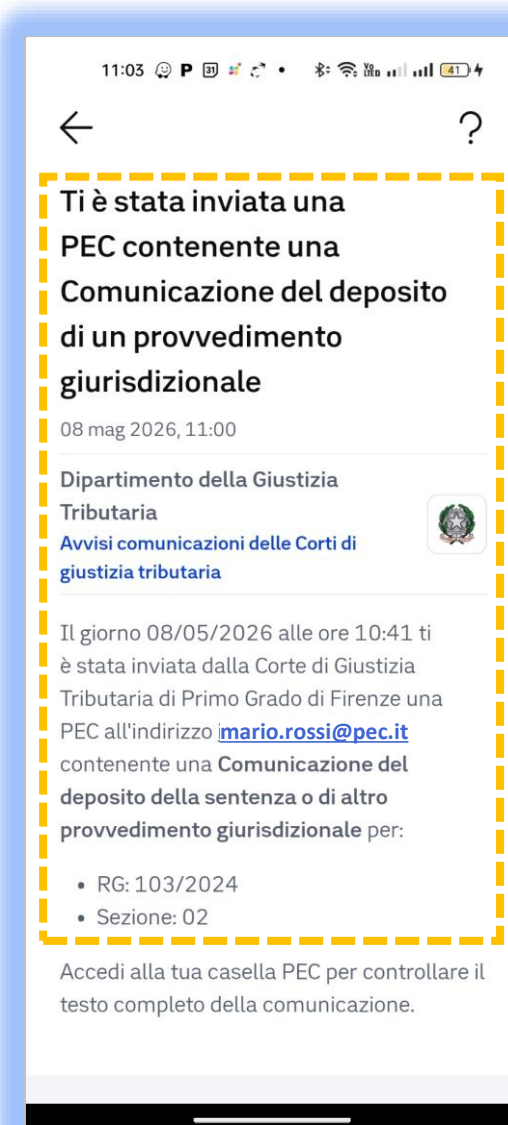 11:03
41
Ti è stata inviata una
PEC contenente una
Comunicazione del deposito
di un provvedimento
giurisdizionale
08 mag 2026, 11:00
Dipartimento della Giustizia
Tributaria
Avvisi comunicazioni delle Corti di
giustizia tributaria
Il giorno 08/05/2026 alle ore 10:41 ti
è stata inviata dalla Corte di Giustizia
Tributaria di Primo Grado di Firenze una
PEC all'indirizzo mario.rossi@pec.it
contenente una Comunicazione del
deposito della sentenza o di altro
provvedimento giurisdizionale per:
• RG: 103/2024
• Sezione: 02
Accedi alla tua casella PEC per controllare il
testo completo della comunicazione.